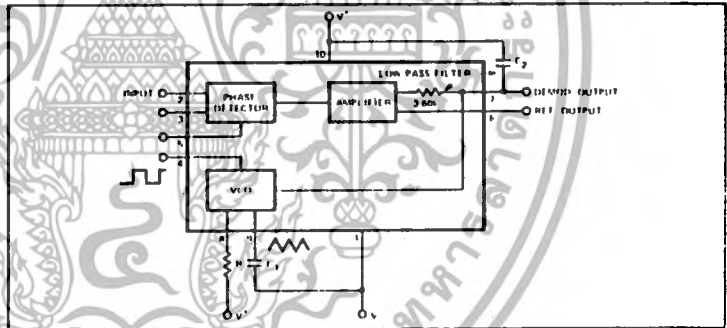 V+
10
LOW PASS FILTER
C2
INPUT
2
PHASE
DETECTOR
AMPLIFIER
3.6k
7
DEMOD OUTPUT
3
6
REF OUTPUT
5
4
VCO
8
9
1
R
C1
V+
V